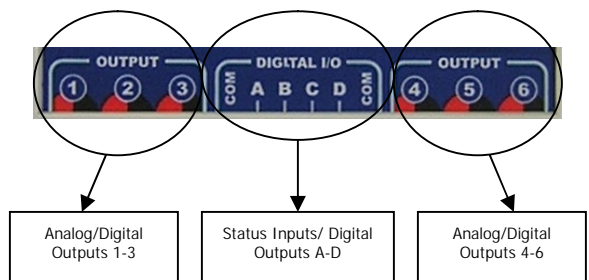 OUTPUT
1 2 3
DIGITAL I/O
COM A B C D COM
OUTPUT
4 5 6
Analog/Digital
Outputs 1-3
Status Inputs/ Digital
Outputs A-D
Analog/Digital
Outputs 4-6